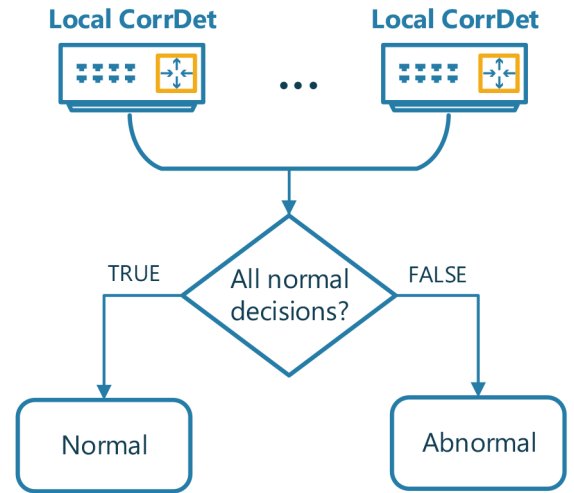 Local CorrDet
Local CorrDet
...
All normal
decisions?
TRUE
FALSE
Normal
Abnormal